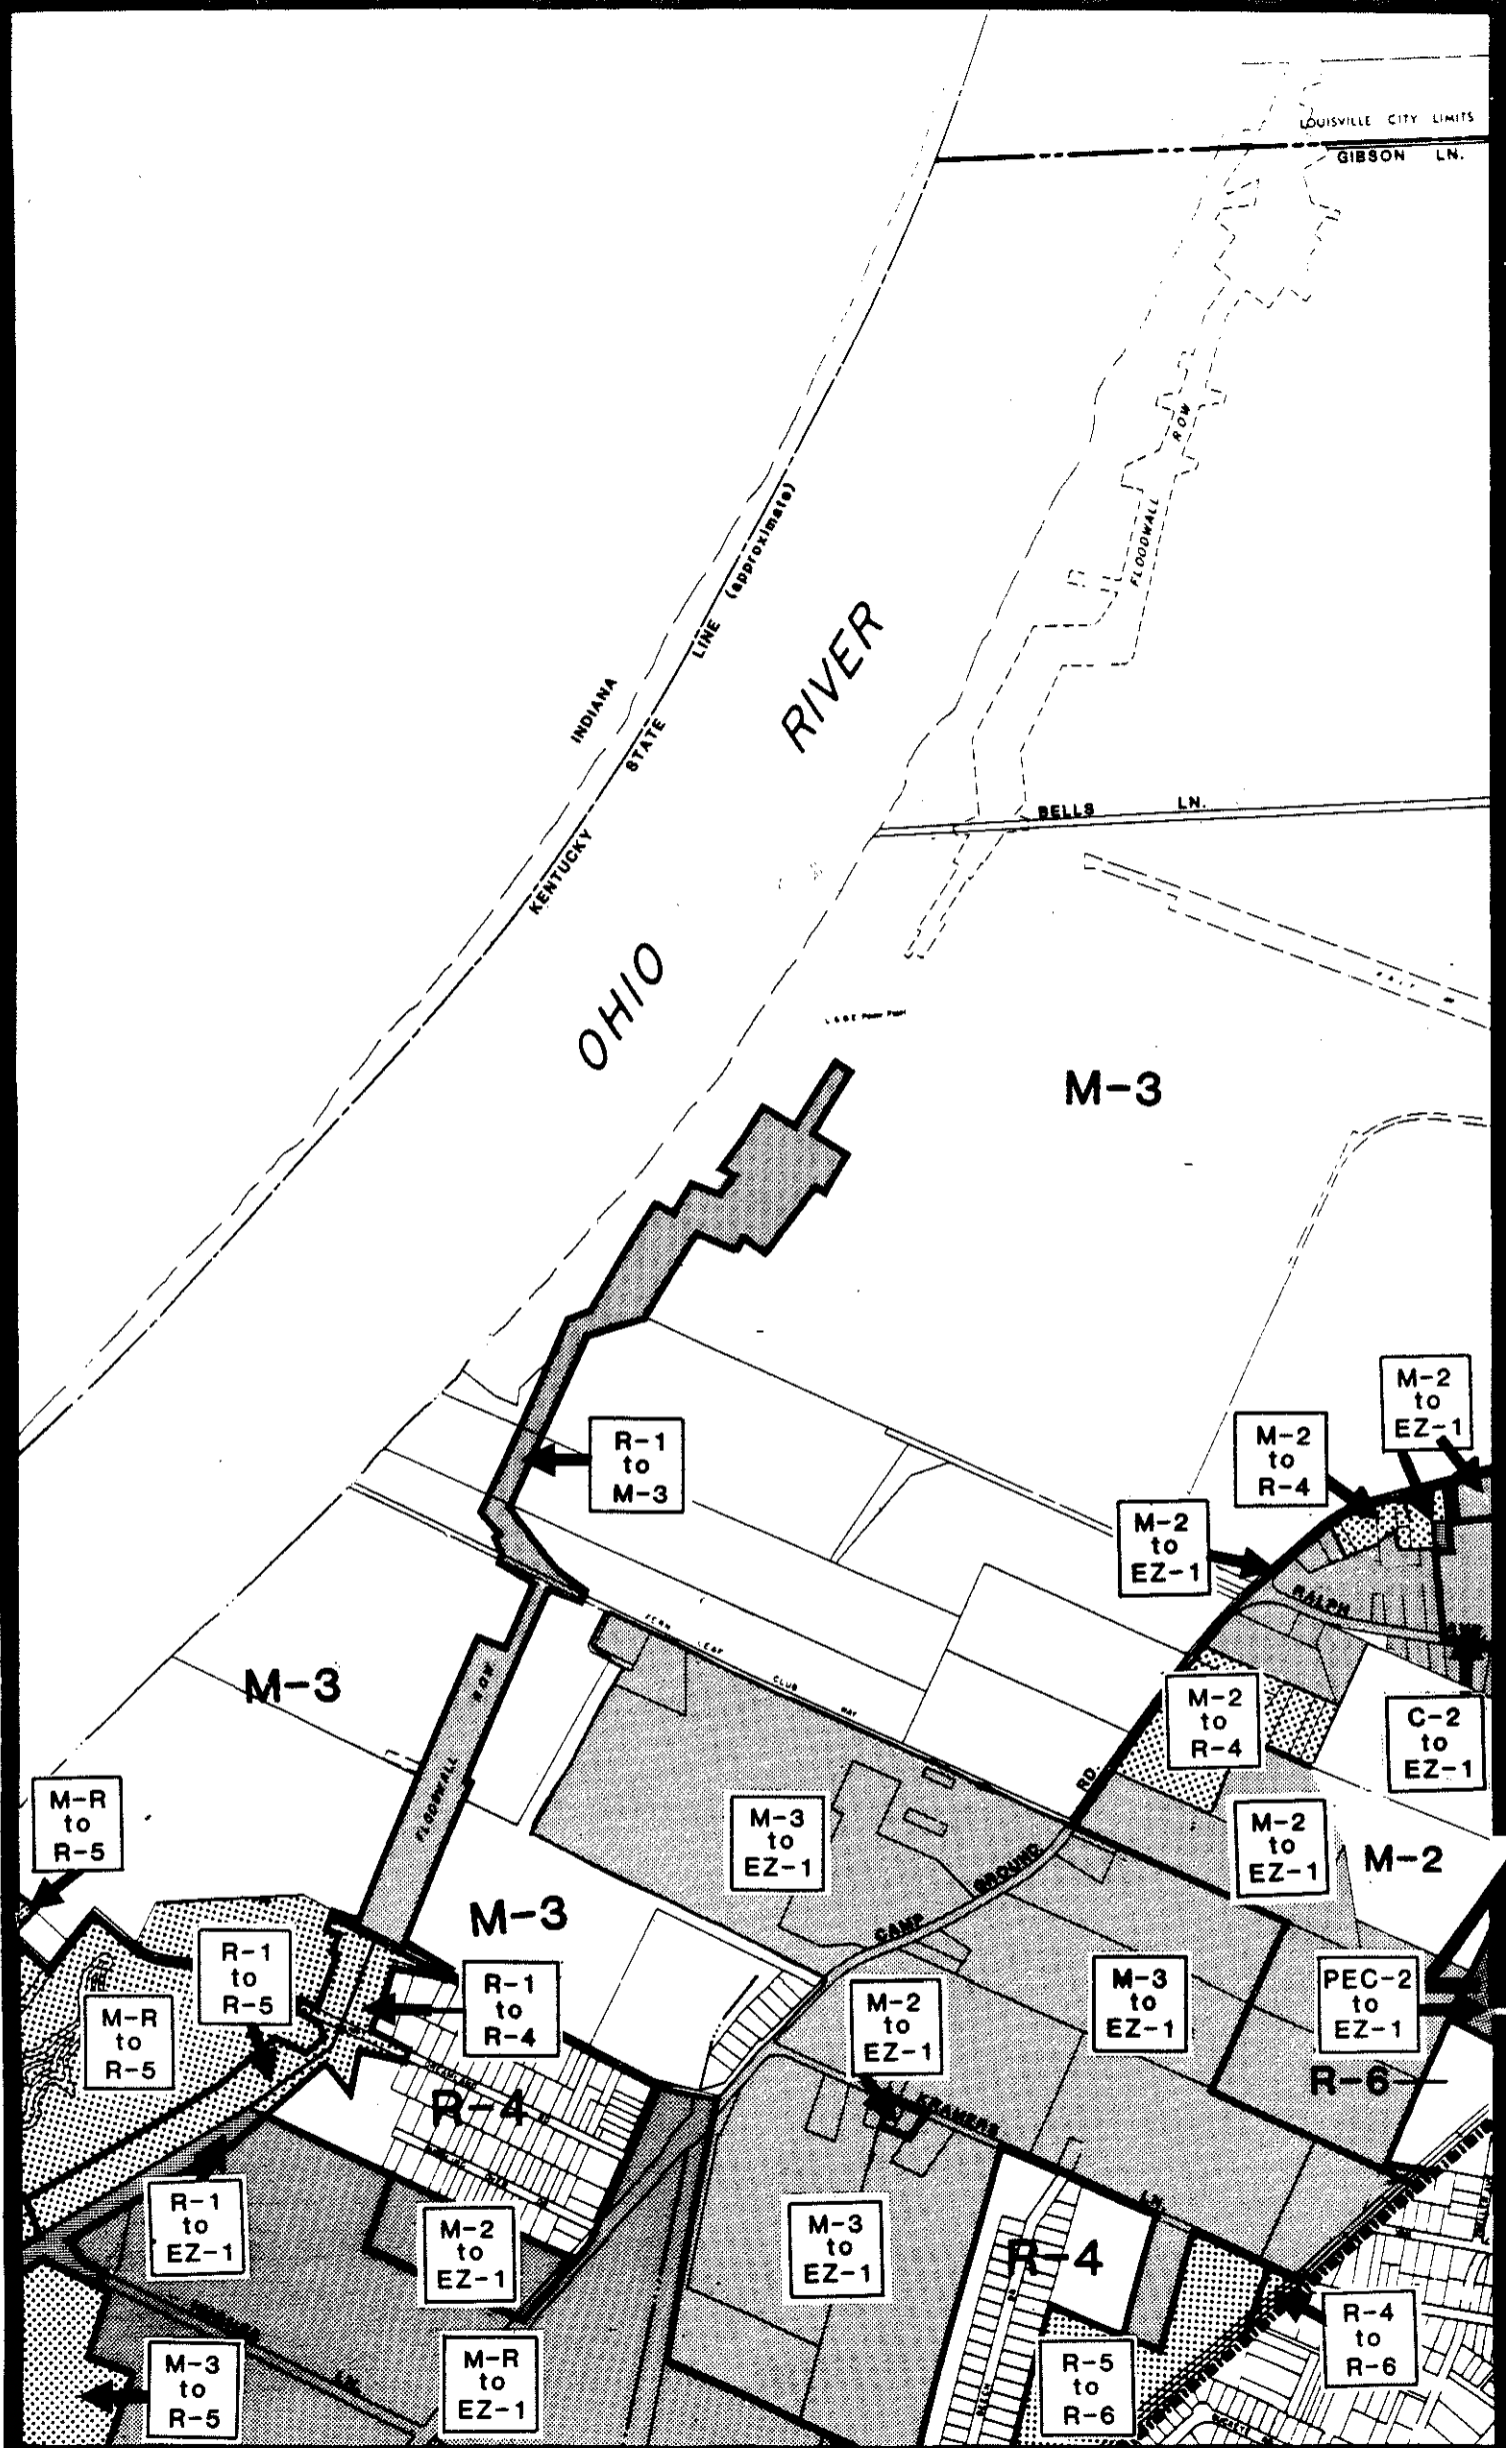 LOUISVILLE CITY LIMITS
GIBSON LN.
ROW
FLOODWALL
LINE (approximate)
INDIANA
STATE
KENTUCKY
RIVER
OHIO
BELLS LN.
L G & E Power Plant
M-3
M-2
to
EZ-1
M-2
to
R-4
R-1
to
M-3
M-2
to
EZ-1
RALPH
AVE
FERN LEAF CLUB WAY
M-3
ROW
FLOODWALL
M-2
to
R-4
C-2
to
EZ-1
RD.
M-R
to
R-5
M-3
to
EZ-1
M-2
to
EZ-1
M-2
GROUND
CAMP
M-3
R-1
to
R-5
R-1
to
R-4
M-R
to
R-5
M-2
to
EZ-1
M-3
to
EZ-1
PEC-2
to
EZ-1
R-6
KRAMERS
LN.
R-4
R-1
to
EZ-1
M-2
to
EZ-1
M-3
to
EZ-1
R-4
R-4
to
R-6
M-3
to
R-5
M-R
to
EZ-1
R-5
to
R-6
LN.